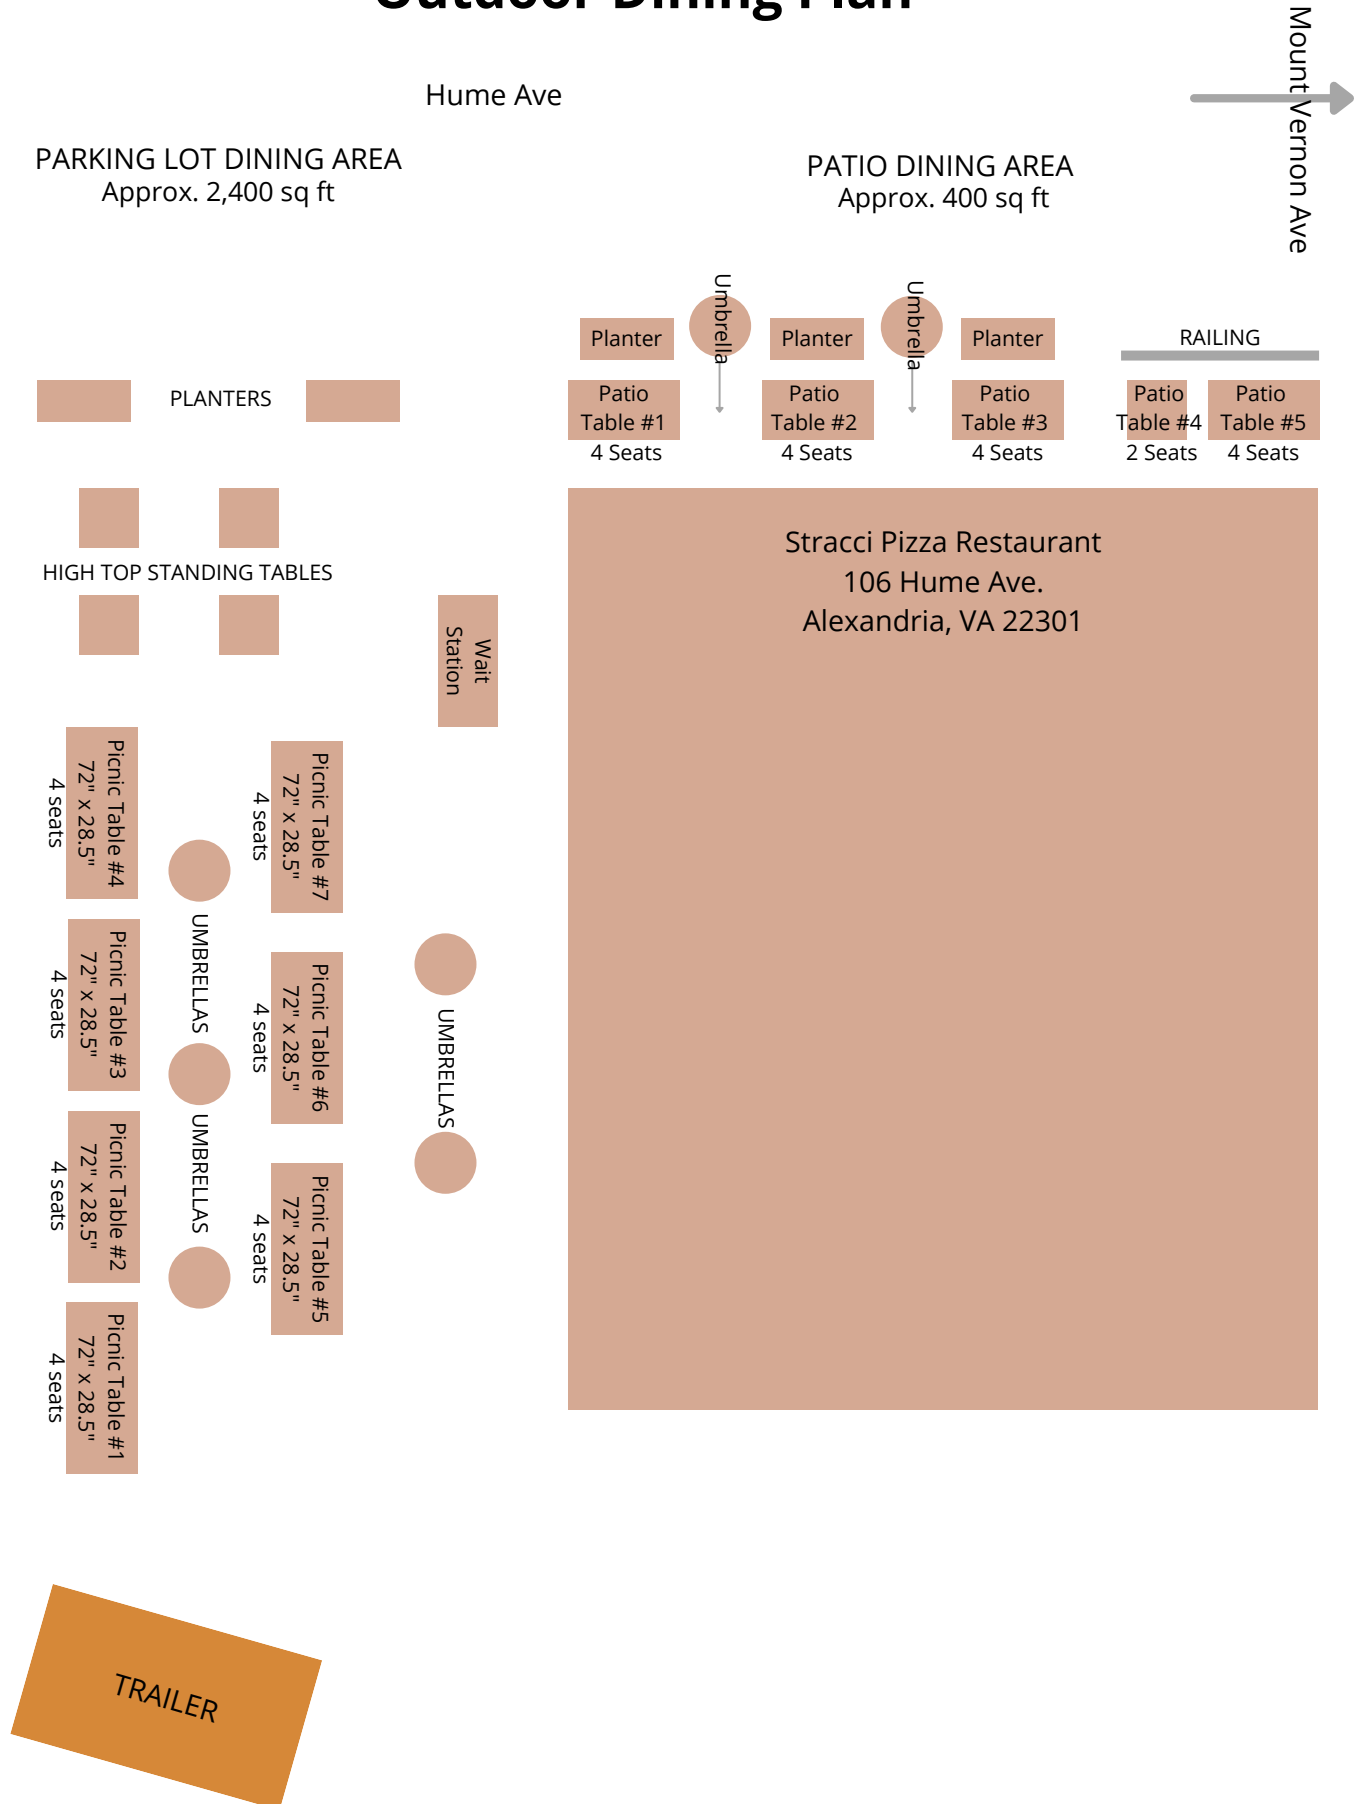 Outdoor Dining Plan
Hume Ave
Mount Vernon Ave
PARKING LOT DINING AREA
Approx. 2,400 sq ft
PATIO DINING AREA
Approx. 400 sq ft
Umbrella
Umbrella
Planter
Planter
Planter
RAILING
PLANTERS
Patio
Table #1
4 Seats
Patio
Table #2
4 Seats
Patio
Table #3
4 Seats
Patio
Table #4
2 Seats
Patio
Table #5
4 Seats
HIGH TOP STANDING TABLES
Wait
Station
Stracci Pizza Restaurant
106 Hume Ave.
Alexandria, VA 22301
Picnic Table #4
72" x 28.5"
4 seats
Picnic Table #7
72" x 28.5"
4 seats
UMBRELLAS
Picnic Table #3
72" x 28.5"
4 seats
Picnic Table #6
72" x 28.5"
4 seats
UMBRELLAS
UMBRELLAS
Picnic Table #2
72" x 28.5"
4 seats
Picnic Table #5
72" x 28.5"
4 seats
Picnic Table #1
72" x 28.5"
4 seats
TRAILER